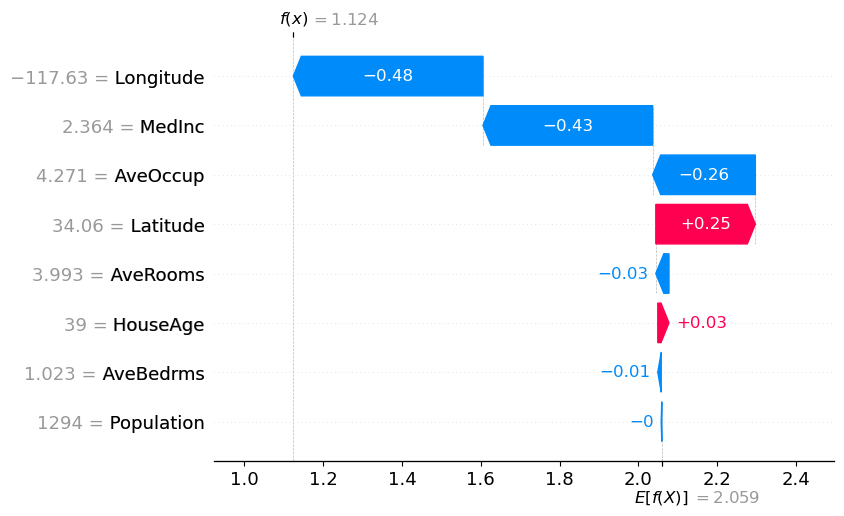 f(x) = 1.124
−117.63 = Longitude −0.48
2.364 = MedInc −0.43
4.271 = AveOccup −0.26
34.06 = Latitude +0.25
3.993 = AveRooms −0.03
39 = HouseAge +0.03
1.023 = AveBedrms −0.01
1294 = Population −0
1.0 1.2 1.4 1.6 1.8 2.0 2.2 2.4
E[f(X)] = 2.059